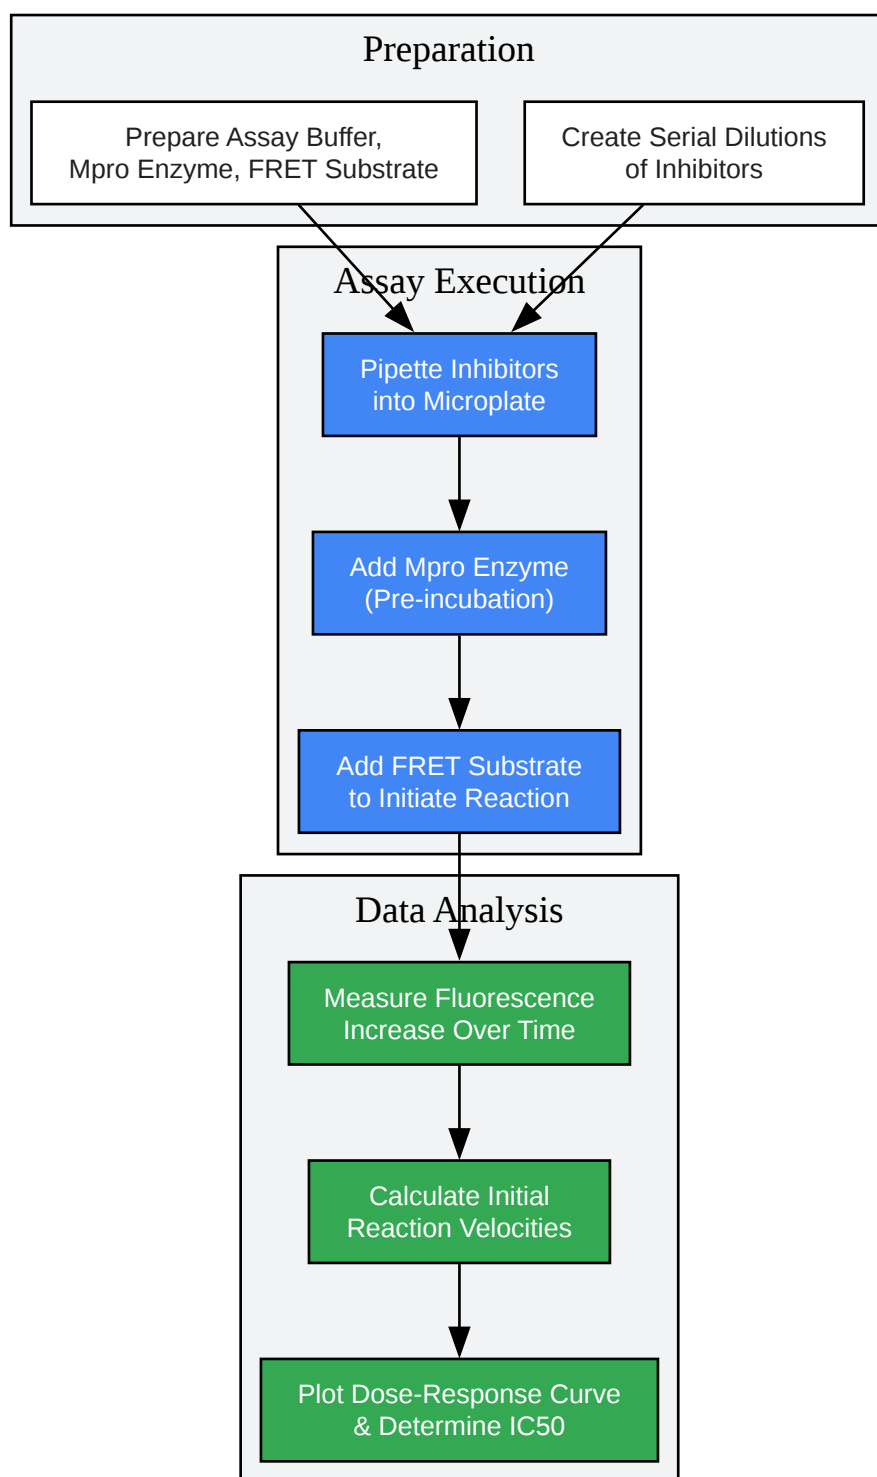 Preparation
Prepare Assay Buffer,
Mpro Enzyme, FRET Substrate
Create Serial Dilutions
of Inhibitors
Assay Execution
Pipette Inhibitors
into Microplate
Add Mpro Enzyme
(Pre-incubation)
Add FRET Substrate
to Initiate Reaction
Data Analysis
Measure Fluorescence
Increase Over Time
Calculate Initial
Reaction Velocities
Plot Dose-Response Curve
& Determine IC50